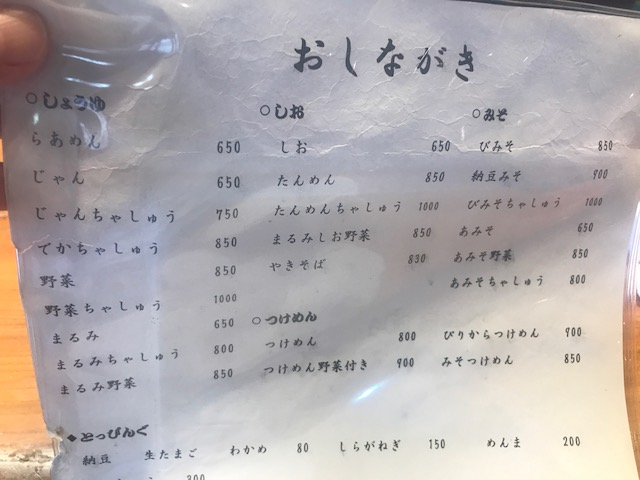 おしながき
○しょうゆ
らあめん 650
じゃん 650
じゃんちゃしゅう 750
でかちゃしゅう 850
野菜 850
野菜ちゃしゅう 1000
まるみ 650
まるみちゃしゅう 800
まるみ野菜 850
○しお
しお 650
たんめん 850
たんめんちゃしゅう 1000
まるみしお野菜 850
やきそば 830
○みそ
びみそ 850
納豆みそ 900
びみそちゃしゅう 1000
あみそ 650
あみそ野菜 850
あみそちゃしゅう 800
○つけめん
つけめん 800
つけめん野菜付き 900
ぴりからつけめん 900
みそつけめん 850
◆とっぴんぐ
納豆 生たまご わかめ 80 しらがねぎ 150 めんま 200